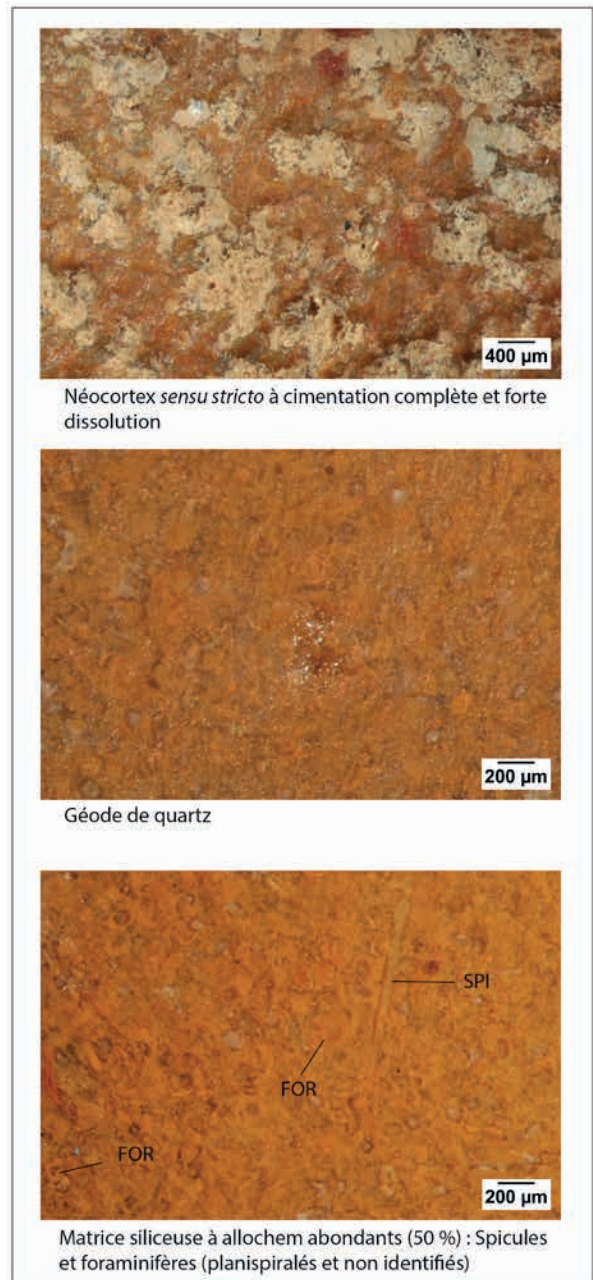 400 µm
Néocortex sensu stricto à cimentation complète et forte
dissolution
200 µm
Géode de quartz
SPI
FOR
FOR
200 µm
Matrice siliceuse à allochem abondants (50 %) : Spicules
et foraminifères (planispiralés et non identifiés)